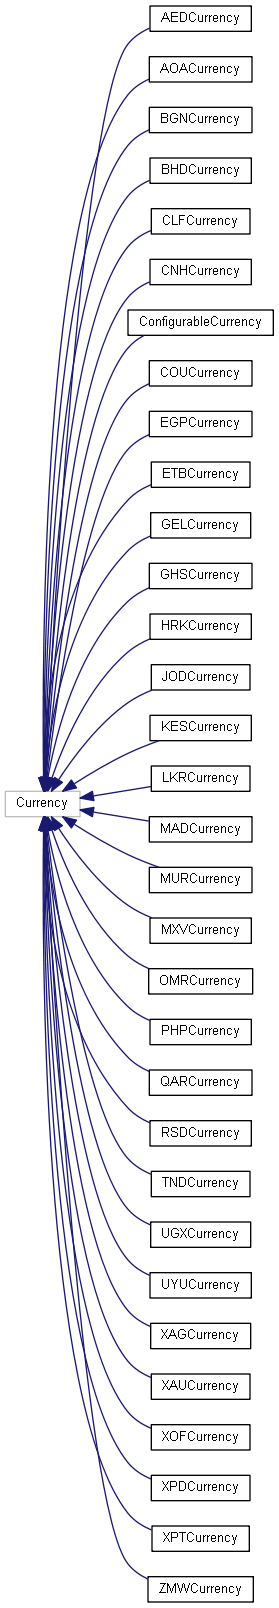 AEDCurrency
AOACurrency
BGNCurrency
BHDCurrency
CLFCurrency
CNHCurrency
ConfigurableCurrency
COUCurrency
EGPCurrency
ETBCurrency
GELCurrency
GHSCurrency
HRKCurrency
JODCurrency
KESCurrency
LKRCurrency
Currency
MADCurrency
MURCurrency
MXVCurrency
OMRCurrency
PHPCurrency
QARCurrency
RSDCurrency
TNDCurrency
UGXCurrency
UYUCurrency
XAGCurrency
XAUCurrency
XOFCurrency
XPDCurrency
XPTCurrency
ZMWCurrency